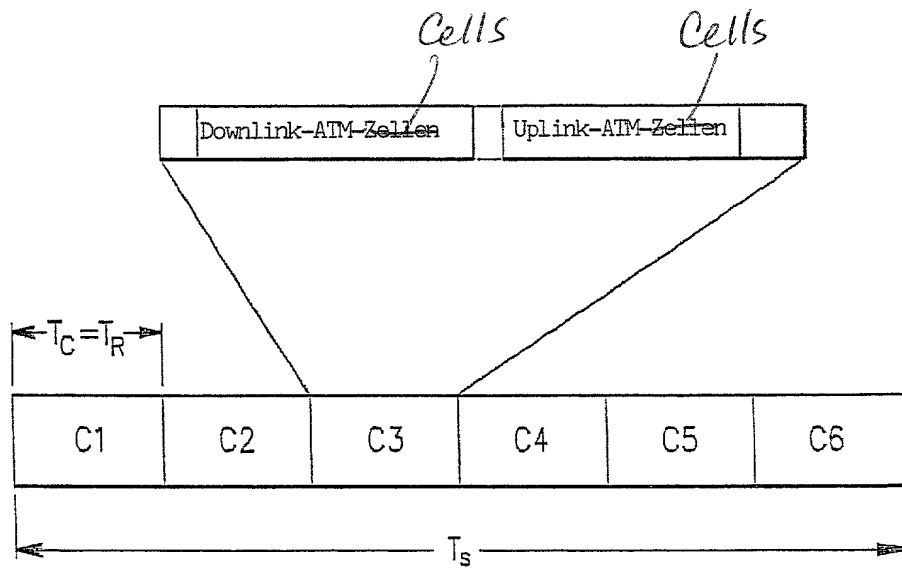 Cells Cells
Downlink-ATM-Zellen Uplink-ATM-Zellen
T_C=T_R
C1 C2 C3 C4 C5 C6
T_s